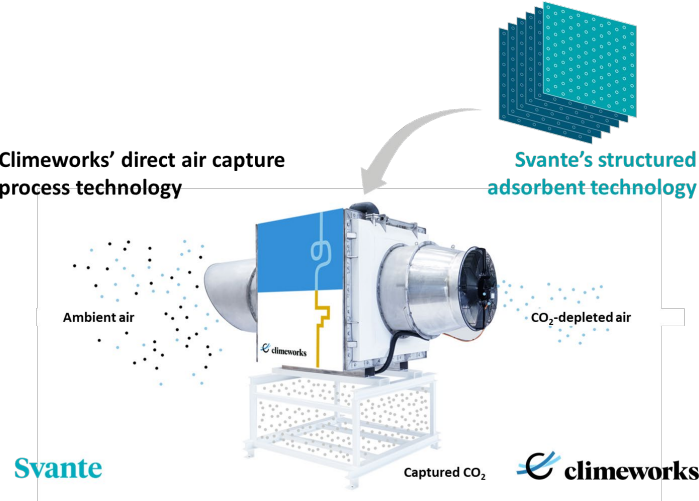 Climeworks’ direct air capture
process technology
Svante’s structured
adsorbent technology
Ambient air
climeworks
CO₂-depleted air
Captured CO₂
Svante
climeworks